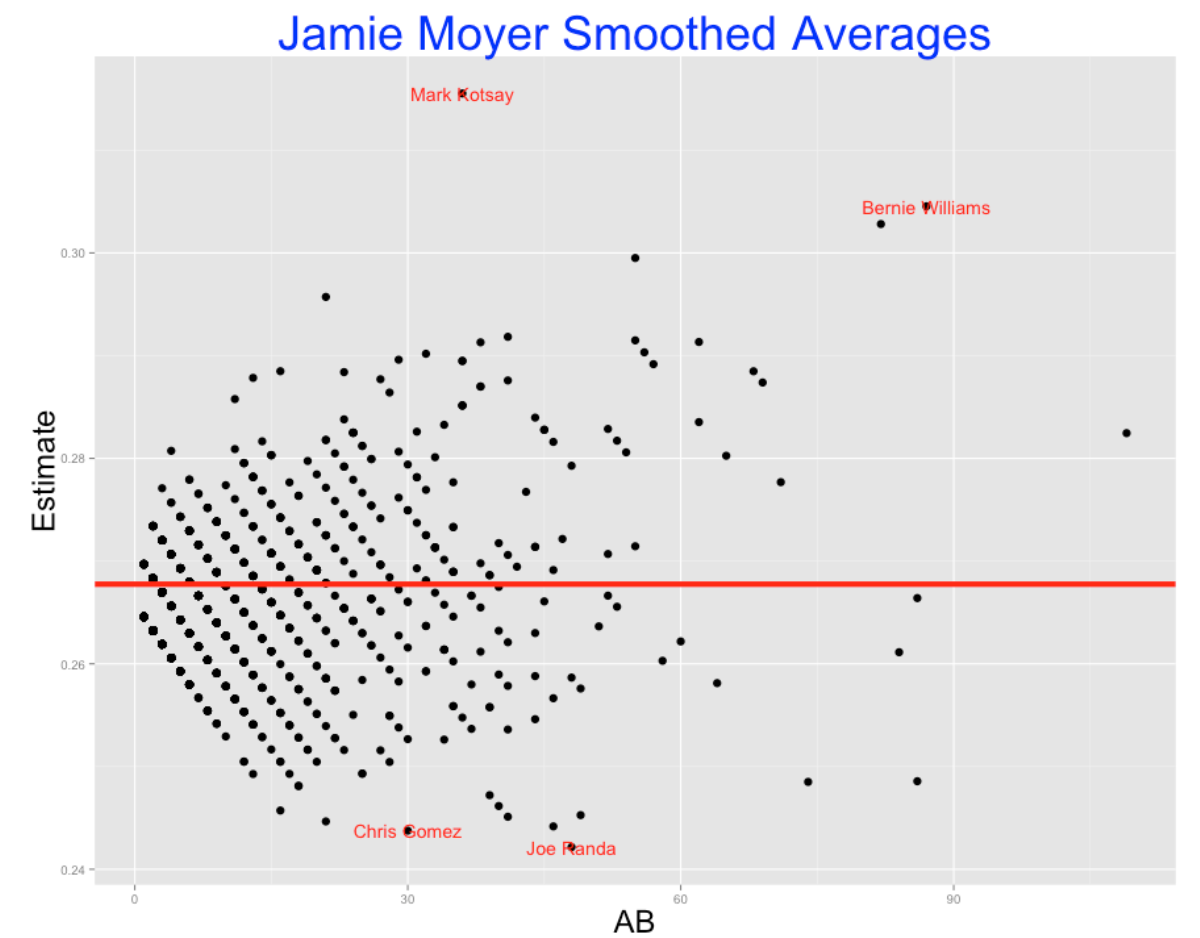 Jamie Moyer Smoothed Averages
Mark Kotsay
Bernie Williams
0.30
0.28
Estimate
0.26
Chris Gomez
Joe Randa
0.24
0
30
60
90
AB